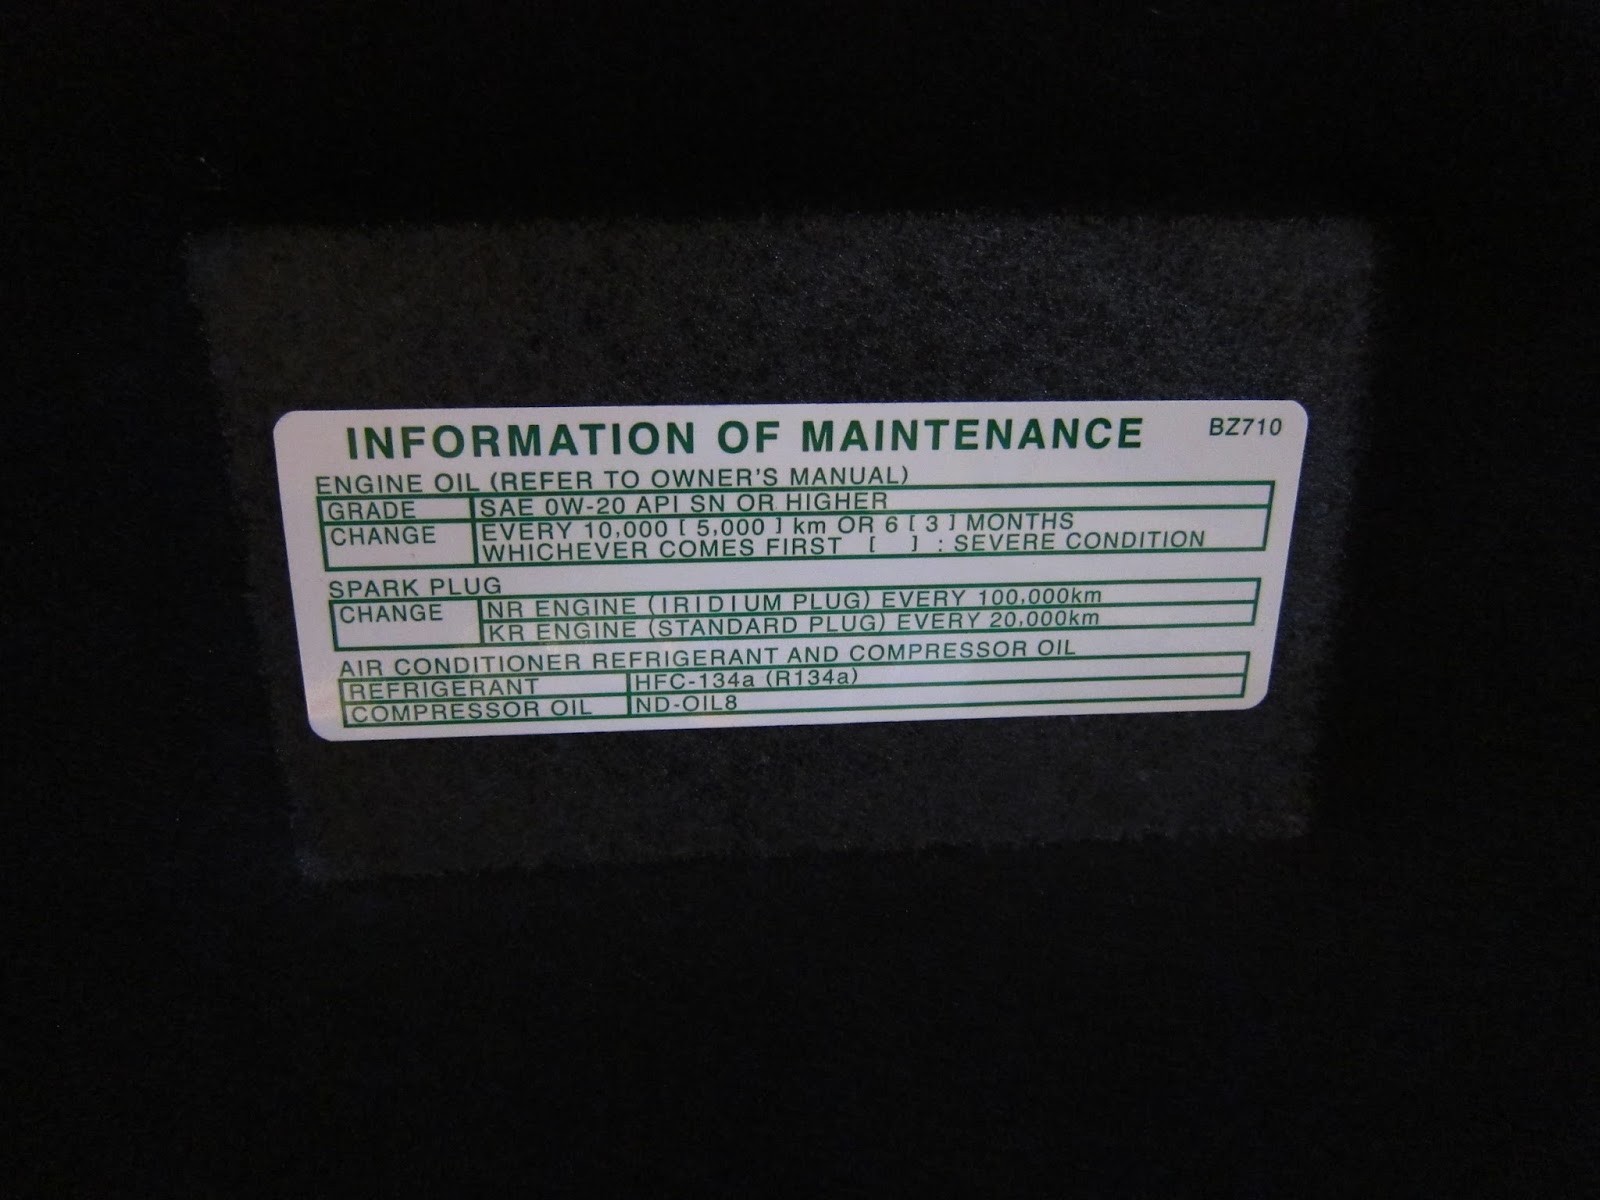 INFORMATION OF MAINTENANCE BZ710
ENGINE OIL (REFER TO OWNER'S MANUAL)
GRADE SAE 0W-20 API SN OR HIGHER
CHANGE EVERY 10,000 [ 5,000 ] km OR 6 [ 3 ] MONTHS
WHICHEVER COMES FIRST [ ] : SEVERE CONDITION
SPARK PLUG
CHANGE NR ENGINE (IRIDIUM PLUG) EVERY 100,000km
KR ENGINE (STANDARD PLUG) EVERY 20,000km
AIR CONDITIONER REFRIGERANT AND COMPRESSOR OIL
REFRIGERANT HFC-134a (R134a)
COMPRESSOR OIL ND-OIL8